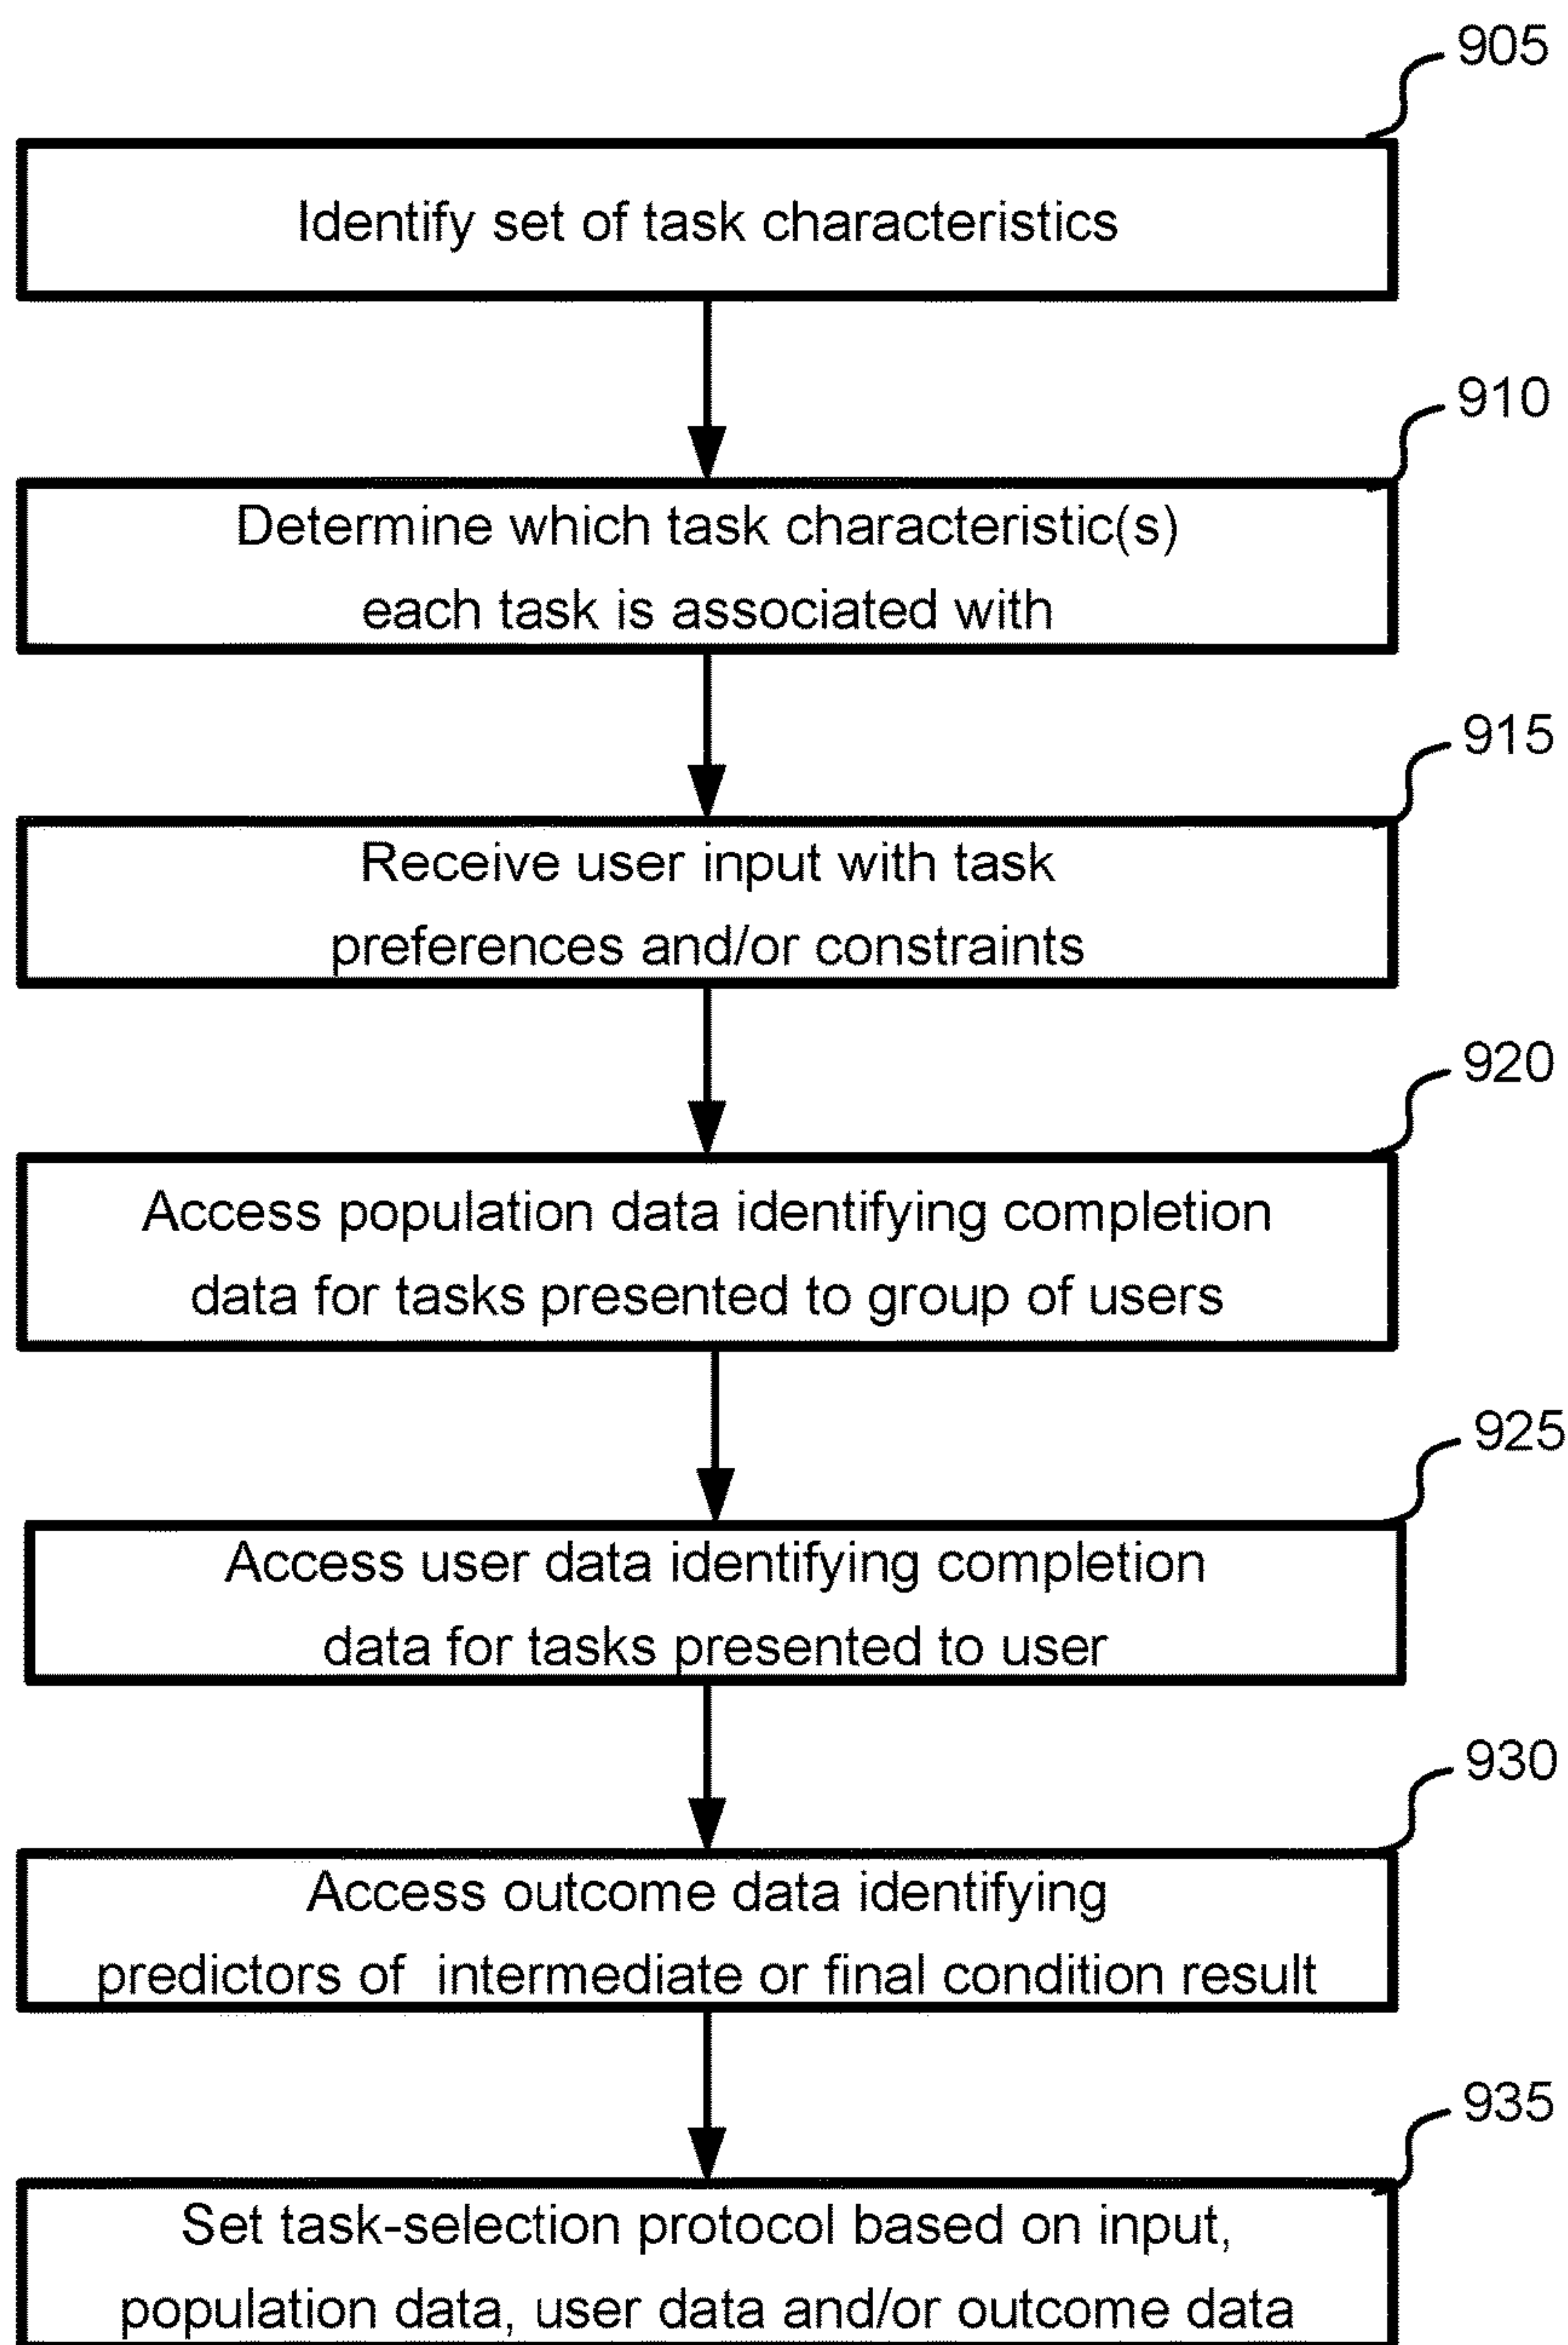 905
Identify set of task characteristics
910
Determine which task characteristic(s)
each task is associated with
915
Receive user input with task
preferences and/or constraints
920
Access population data identifying completion
data for tasks presented to group of users
925
Access user data identifying completion
data for tasks presented to user
930
Access outcome data identifying
predictors of intermediate or final condition result
935
Set task-selection protocol based on input,
population data, user data and/or outcome data